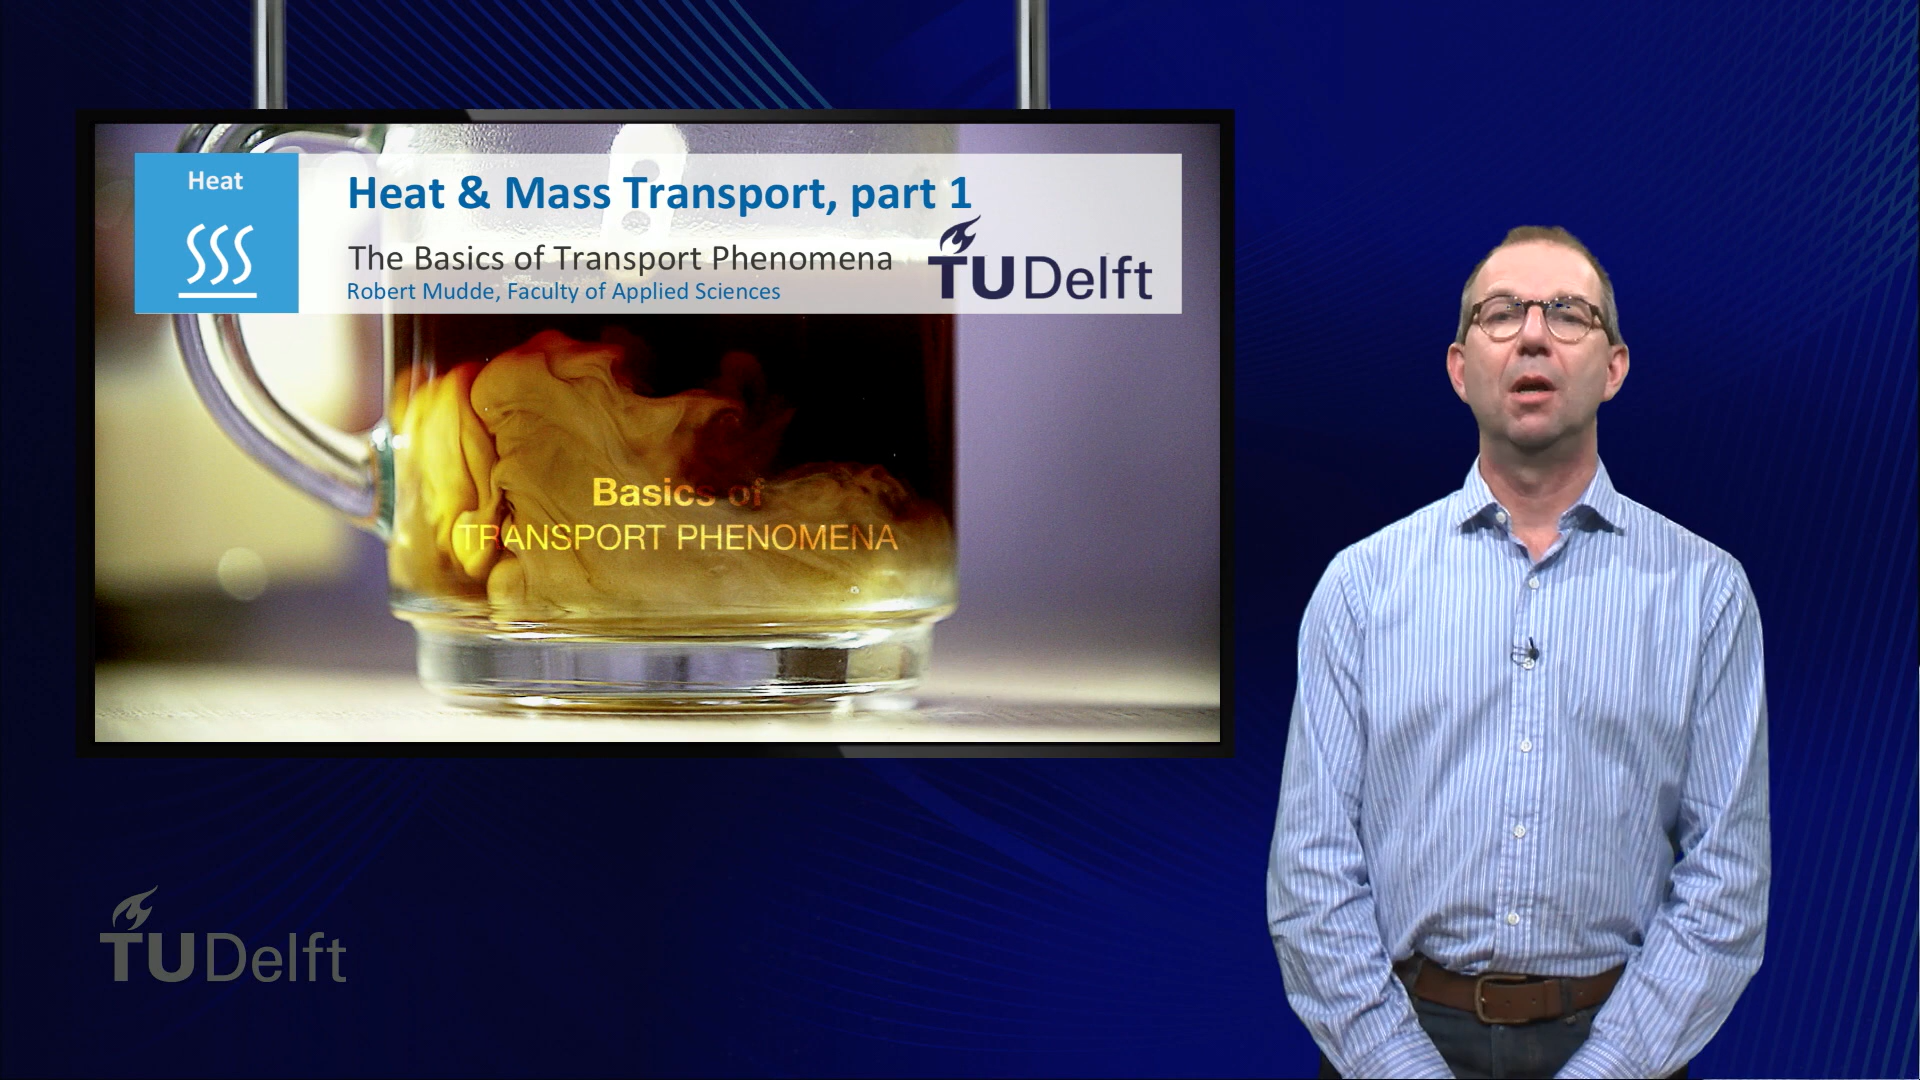 Heat
Heat & Mass Transport, part 1
The Basics of Transport Phenomena
Robert Mudde, Faculty of Applied Sciences
TUDelft
Basics of
TRANSPORT PHENOMENA
TUDelft